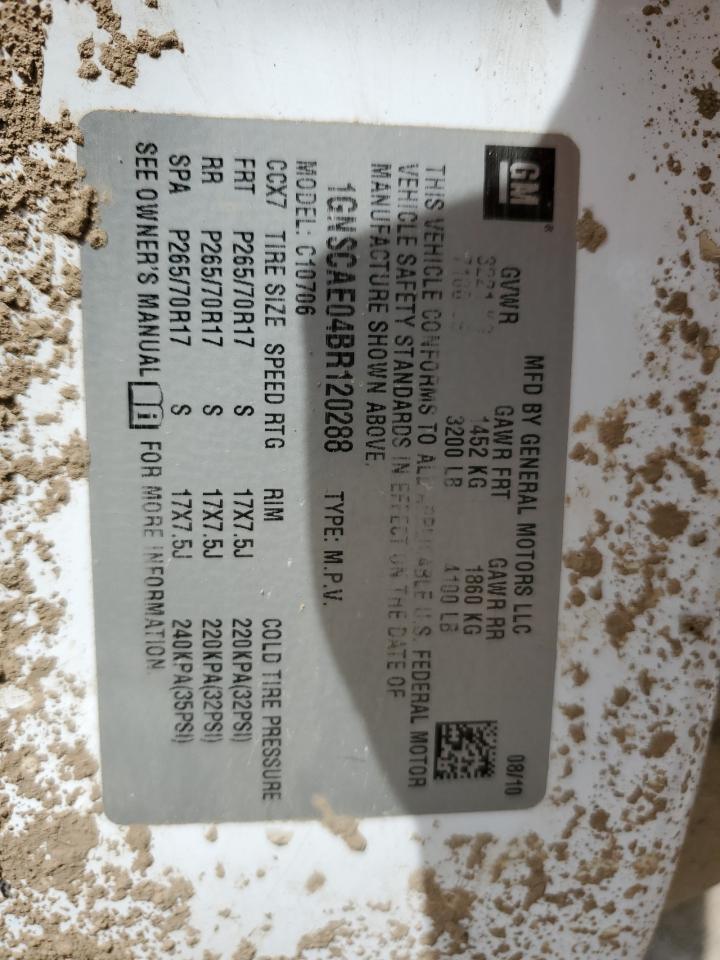 GM®
MFD BY GENERAL MOTORS LLC 08/10
GVWR GAWR FRT GAWR RR
1452 KG 1860 KG
3200 LB 4100 LB
THIS VEHICLE CONFORMS TO ALL APPLICABLE U.S. FEDERAL MOTOR
VEHICLE SAFETY STANDARDS IN EFFECT ON THE DATE OF
MANUFACTURE SHOWN ABOVE.
1GNSCAE04BR120288 TYPE: M.P.V.
MODEL: C10706
CCX7 TIRE SIZE SPEED RTG RIM COLD TIRE PRESSURE
FRT P265/70R17 S 17X7.5J 220KPA(32PSI)
RR P265/70R17 S 17X7.5J 220KPA(32PSI)
SPA P265/70R17 S 17X7.5J 240KPA(35PSI)
SEE OWNER'S MANUAL FOR MORE INFORMATION.